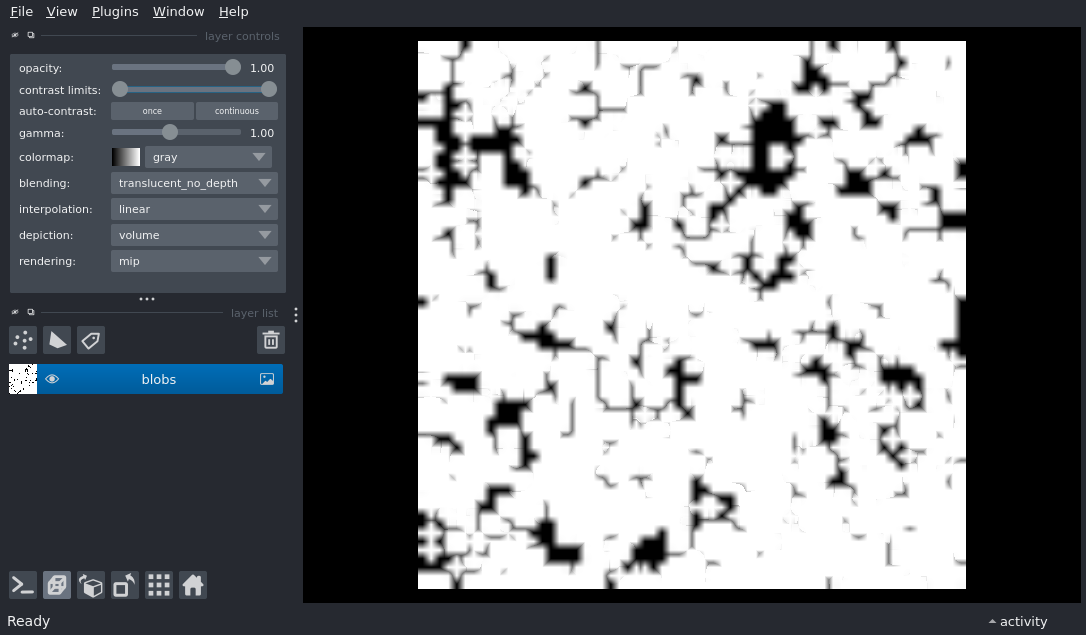 File View Plugins Window Help
layer controls
opacity: 1.00
contrast limits:
auto-contrast: once continuous
gamma: 1.00
colormap: gray
blending: translucent_no_depth
interpolation: linear
depiction: volume
rendering: mip
layer list
blobs
Ready
activity